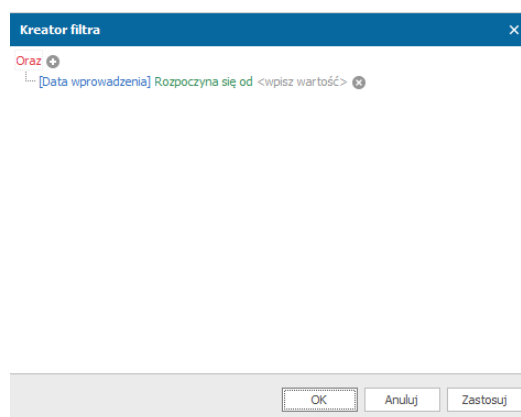 Kreator filtra
Oraz
[Data wprowadzenia] Rozpoczyna się od <wpisz wartość>
OK Anuluj Zastosuj